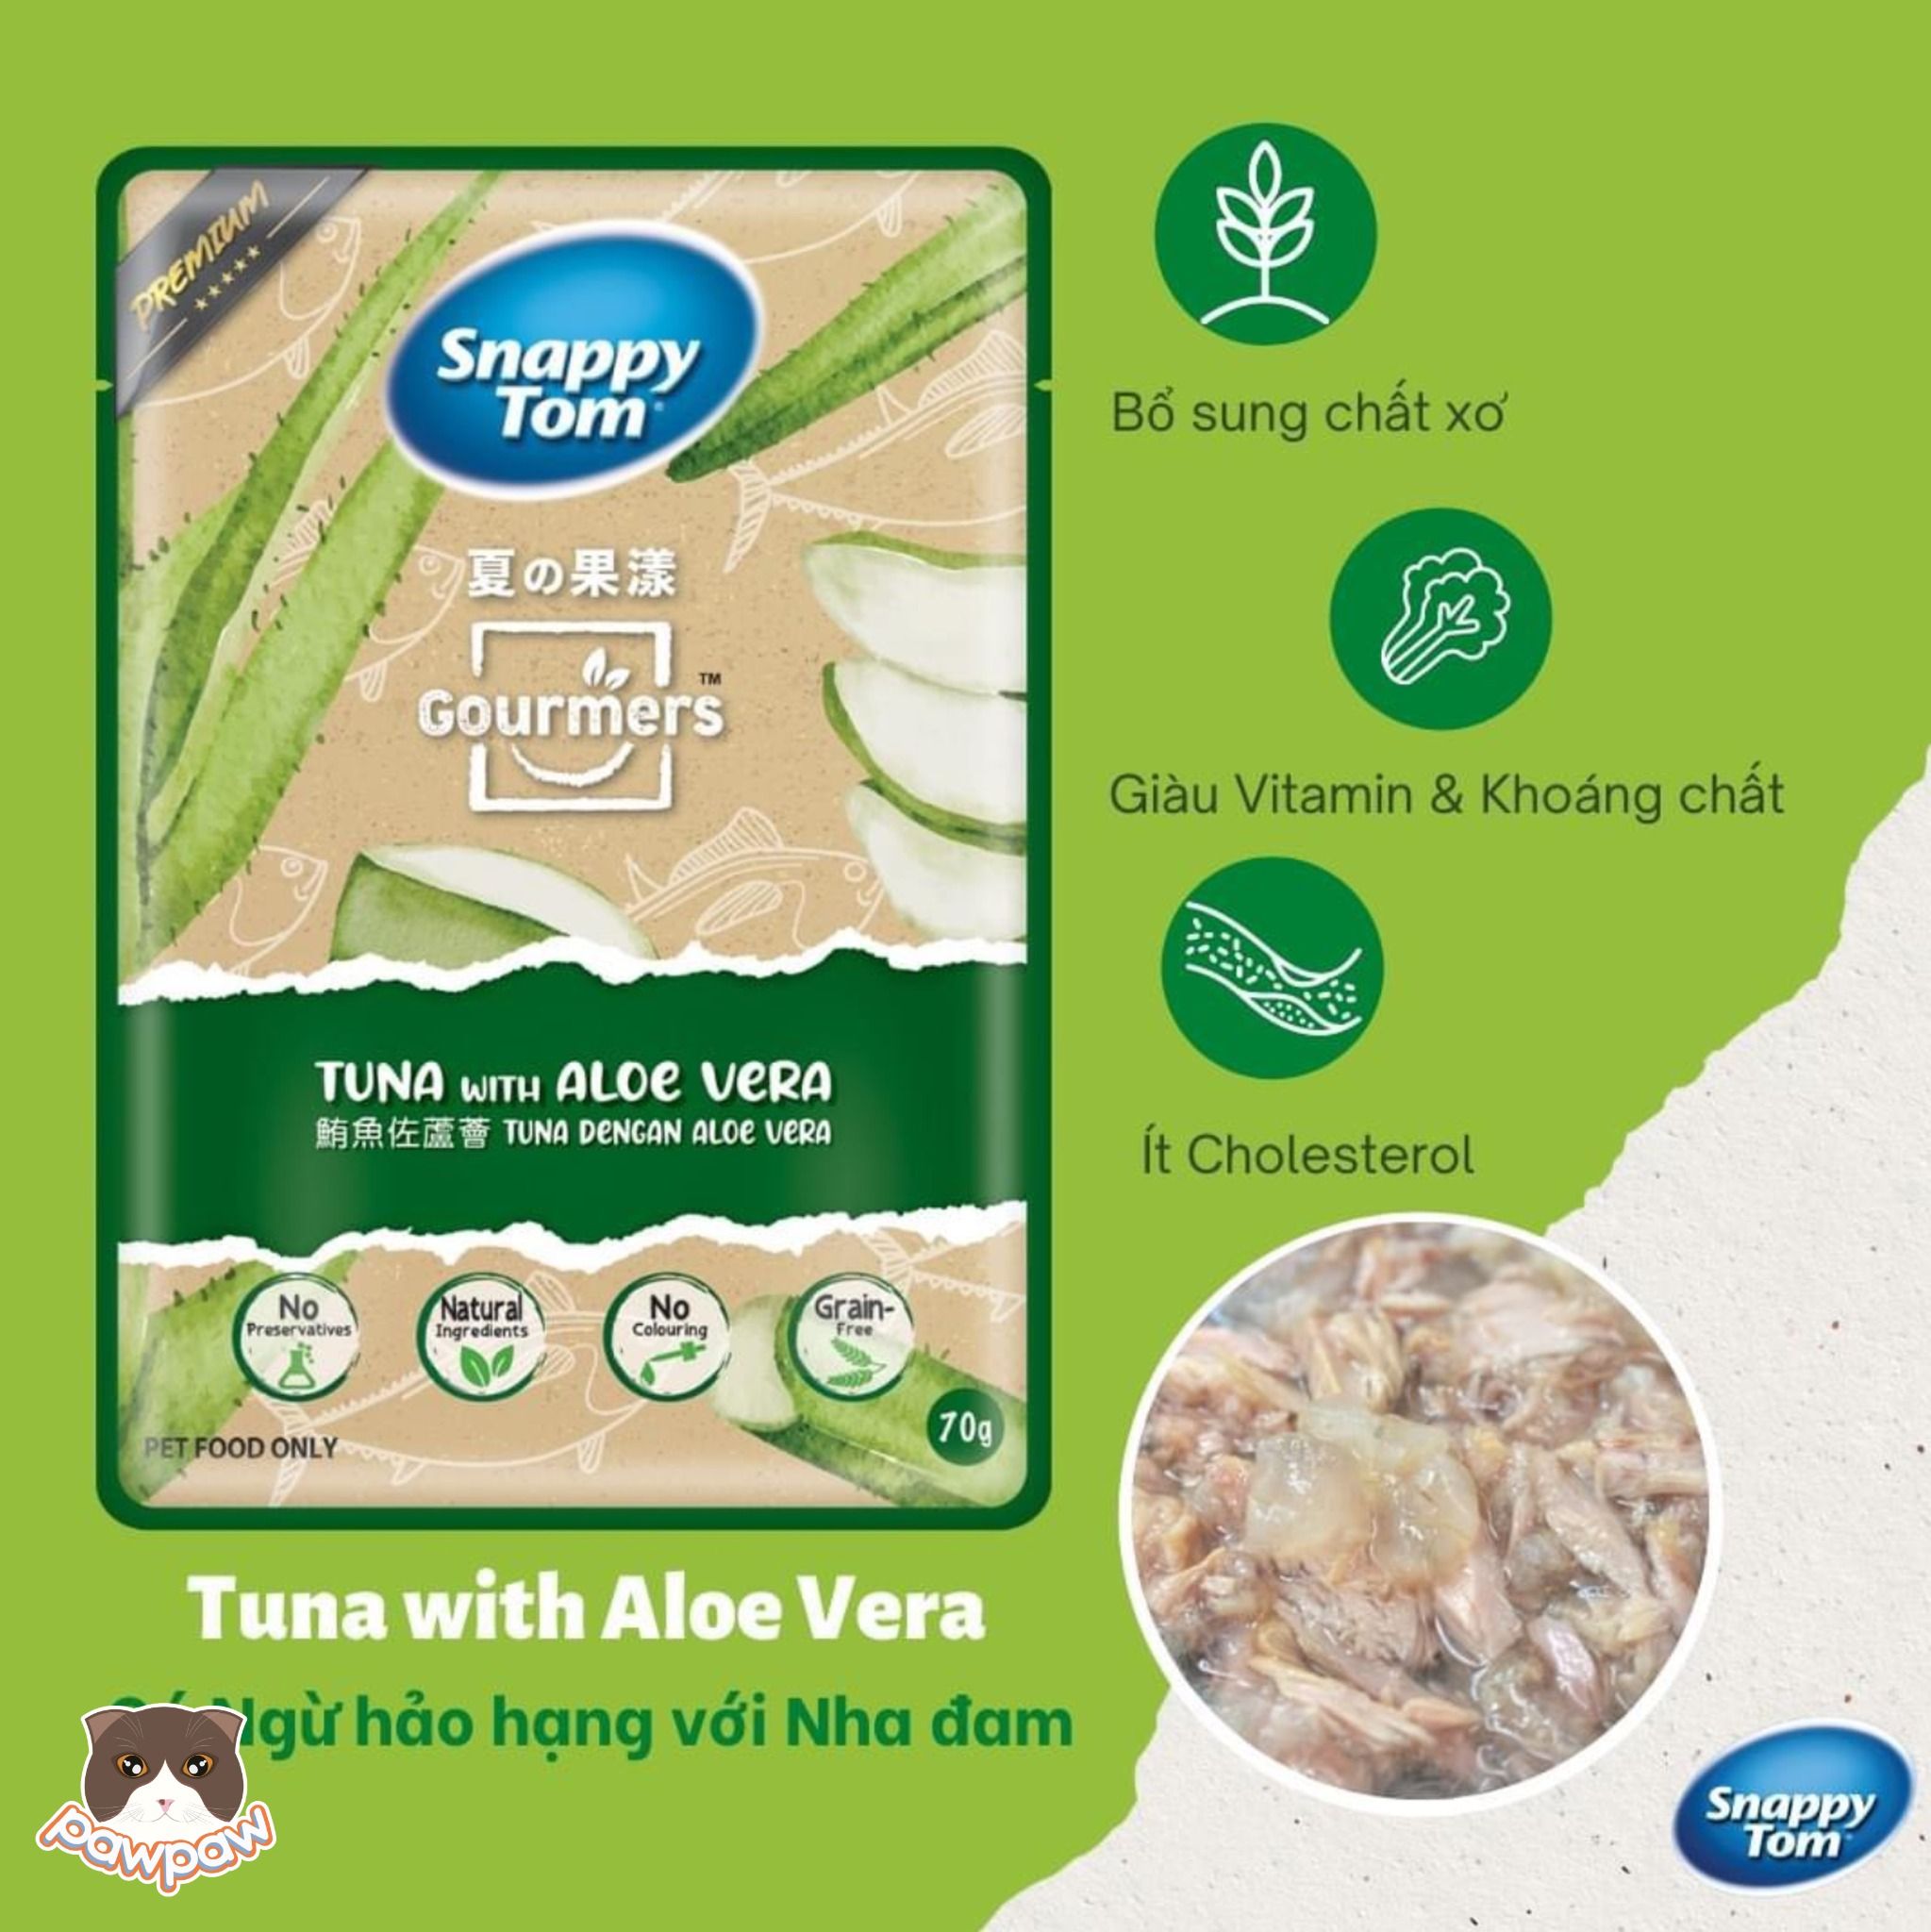 PREMIUM
Snappy
Tom
夏の果漾
Gourmers™
TUNA WITH ALOE VERA
鮪魚佐蘆薈 TUNA DENGAN ALOE VERA
No
Preservatives
Natural
Ingredients
No
Colouring
Grain-
Free
70g
PET FOOD ONLY
Bổ sung chất xơ
Giàu Vitamin & Khoáng chất
Ít Cholesterol
Tuna with Aloe Vera
Ngừ hảo hạng với Nha đam
pawpaw
Snappy
Tom